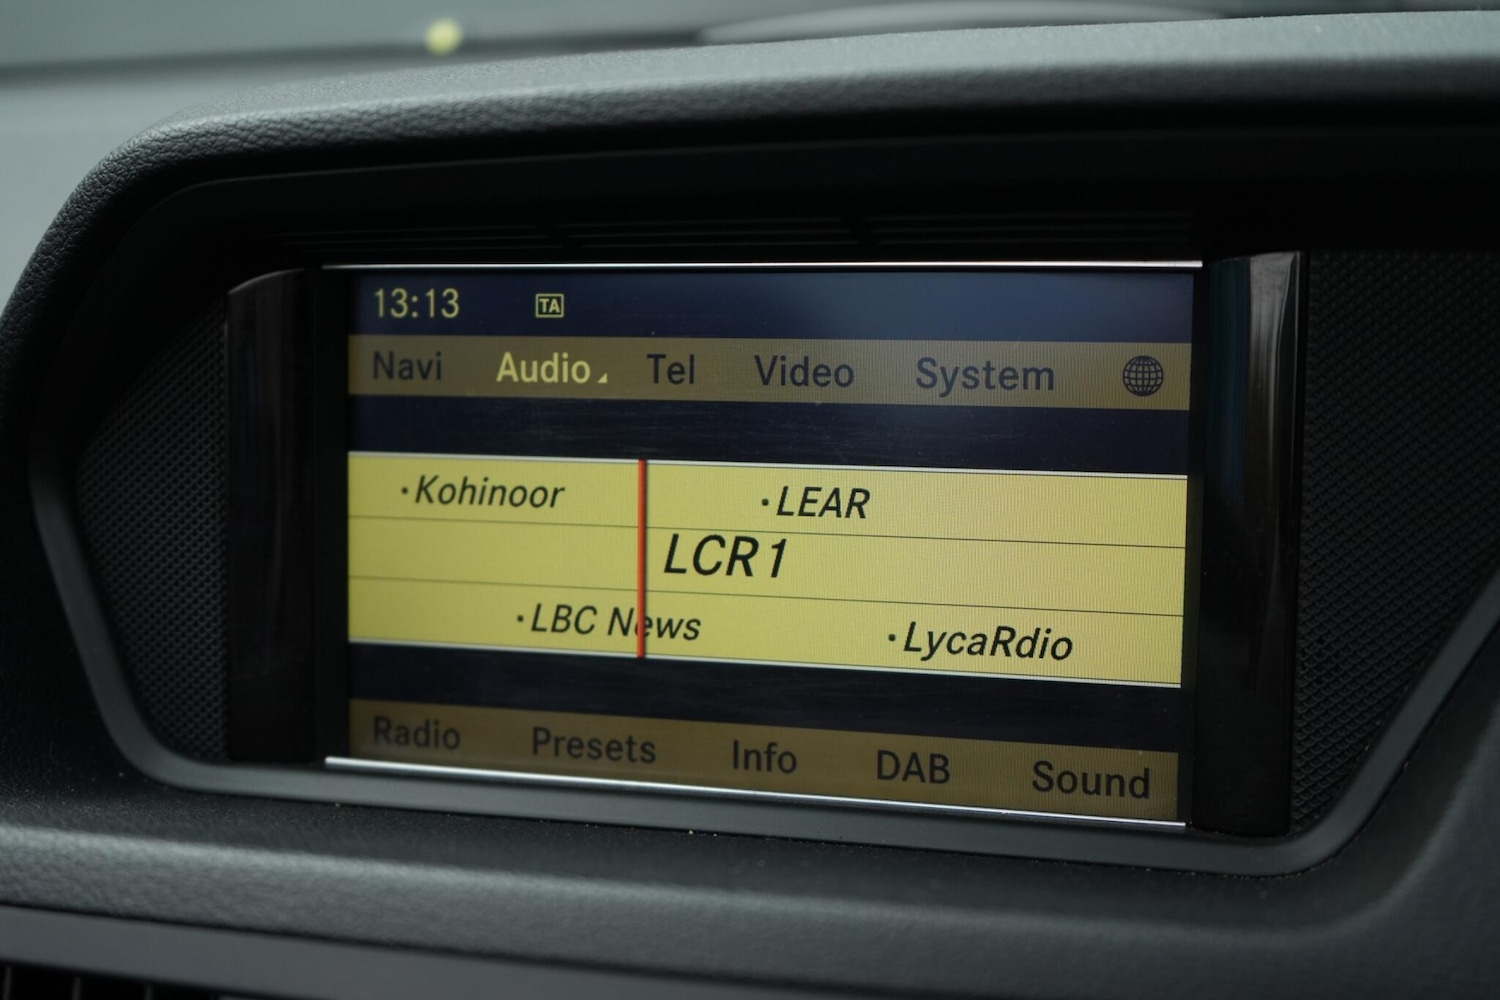 13:13 TA
Navi Audio Tel Video System
·Kohinoor ·LEAR
LCR1
·LBC News ·LycaRdio
Radio Presets Info DAB Sound